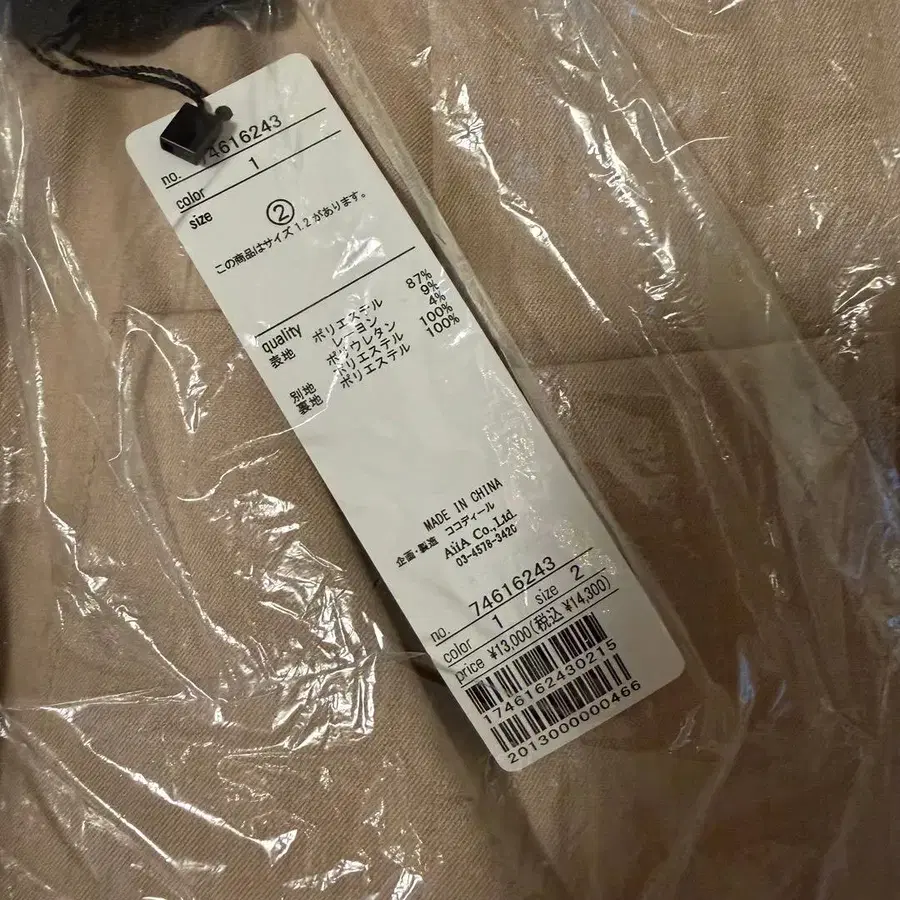 no. 74616243
color 1
size ②
この商品はサイズ1.2があります。
quality
表地 ポリエステル 87%
レーヨン 9%
ポリウレタン 4%
別地 ポリエステル 100%
裏地 ポリエステル 100%
MADE IN CHINA
企画・製造 ココディール
AiiA Co.,Ltd.
03-4578-3420
no. 74616243
color 1 size 2
price ¥13,000(税込 ¥14,300)
1746162430215
2013000000466